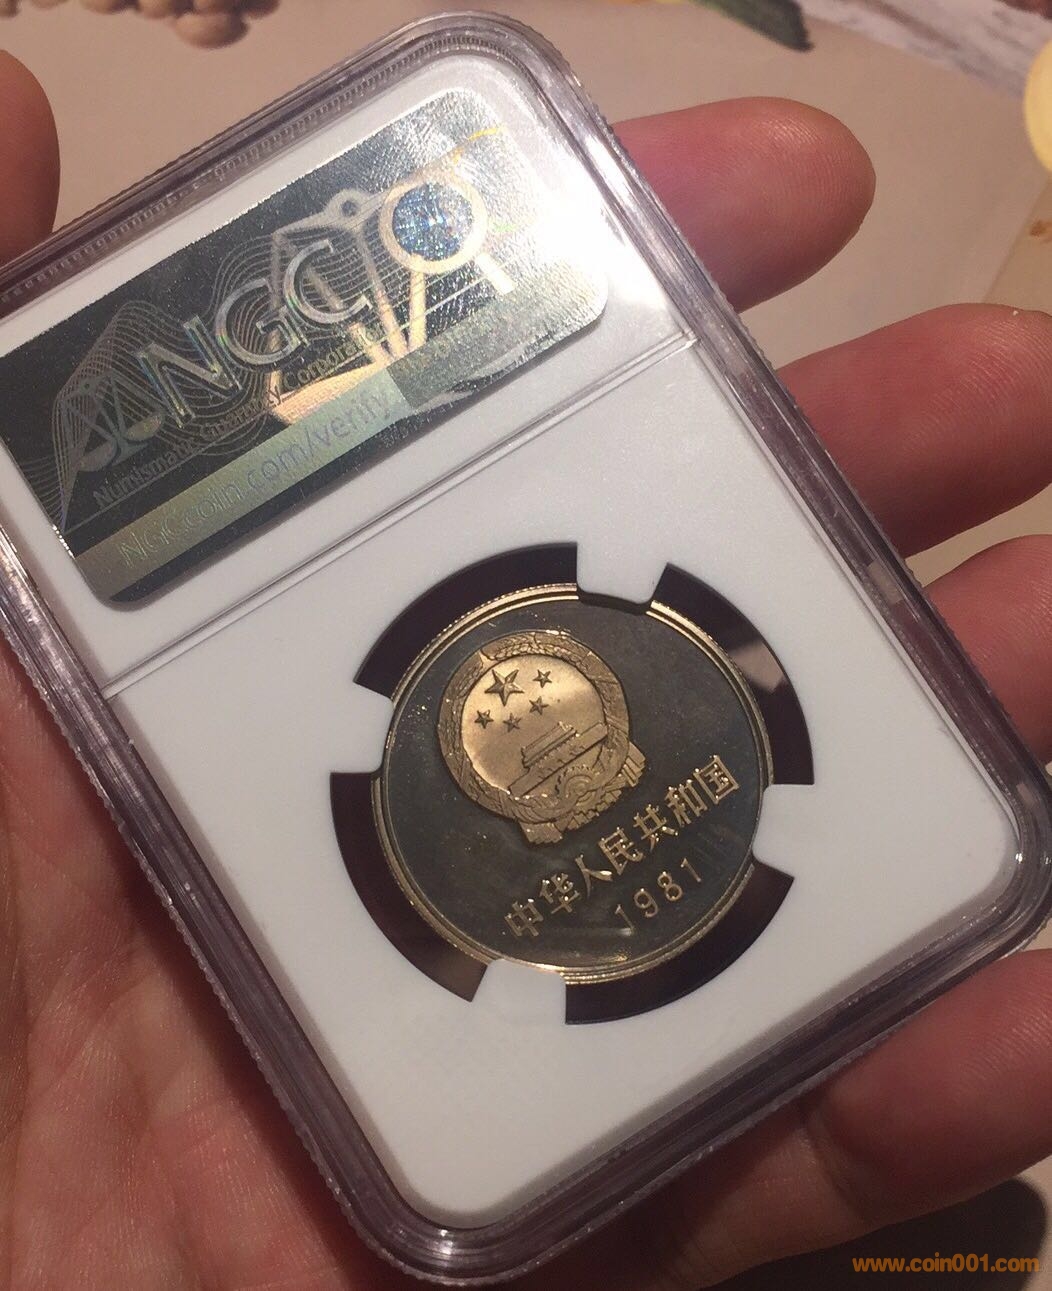 NGC
Numismatic Guaranty Corporation
NGCcoin.com/verify
中华人民共和国
1981
www.coin001.com